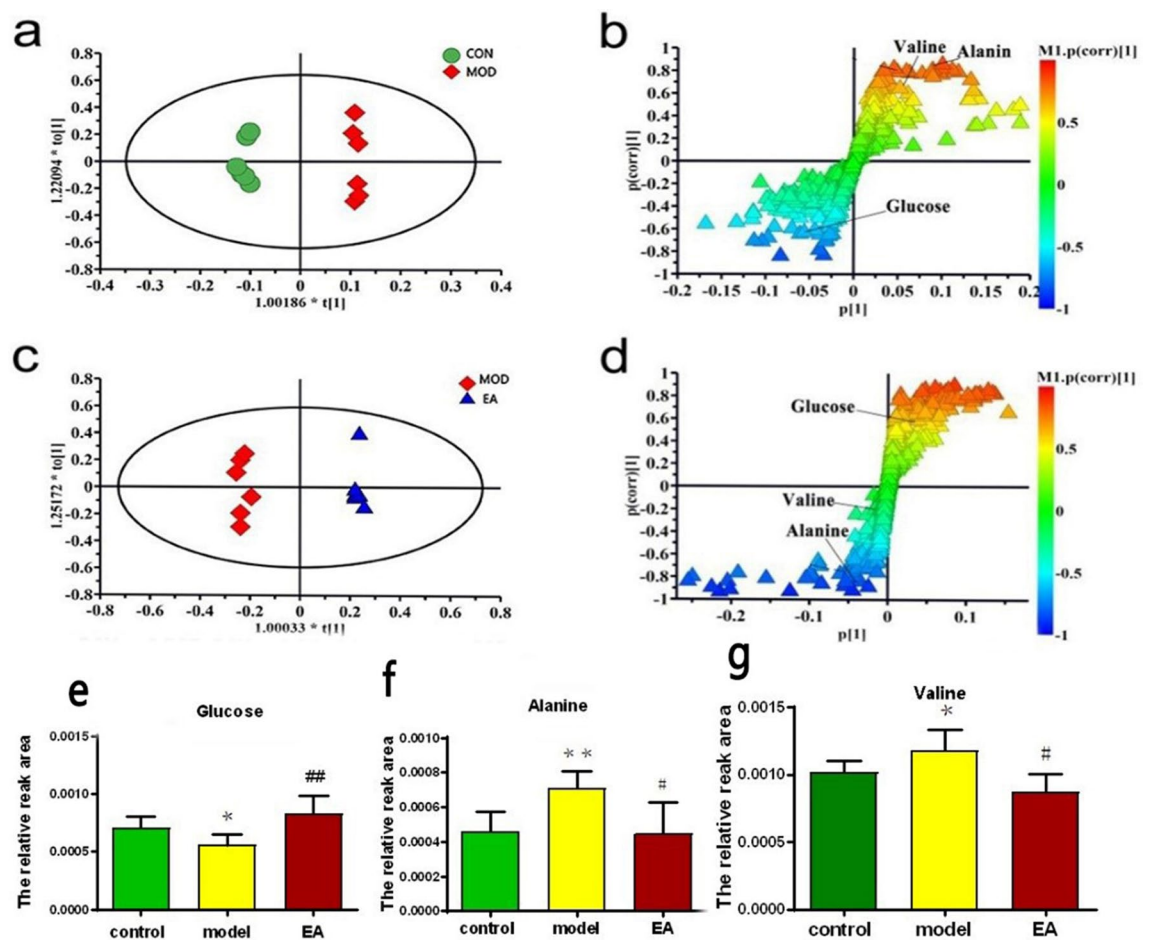 a
CON
MOD
0.8
0.6
0.4
0.2
0
-0.2
-0.4
-0.6
-0.8
1.22094 * to[1]
-0.4 -0.3 -0.2 -0.1 0 0.1 0.2 0.3 0.4
1.00186 * t[1]
b
Valine Alanin
M1.p(corr)[1]
1
0.8
0.6
0.4
0.2
0
-0.2
-0.4
-0.6
-0.8
-1
p(corr)[1]
Glucose
0.5
0
-0.5
-1
-0.2 -0.15 -0.1 -0.05 0 0.05 0.1 0.15 0.2
p[1]
c
MOD
EA
0.8
0.6
0.4
0.2
0
-0.2
-0.4
-0.6
-0.8
1.25172 * to[1]
-0.8 -0.6 -0.4 -0.2 0 0.2 0.4 0.6 0.8
1.00033 * t[1]
d
M1.p(corr)[1]
1
0.8
0.6
0.4
0.2
0
-0.2
-0.4
-0.6
-0.8
-1
p(corr)[1]
Glucose
Valine
Alanine
0.5
0
-0.5
-1
-0.2 -0.1 0 0.1
p[1]
e
Glucose
The relative reak area
0.0015
0.0010
0.0005
0.0000
*
##
control model EA
f
Alanine
The relative reak area
0.0010
0.0008
0.0006
0.0004
0.0002
0.0000
* *
#
control model EA
g
Valine
The relative reak area
0.0015
0.0010
0.0005
0.0000
*
#
control model EA